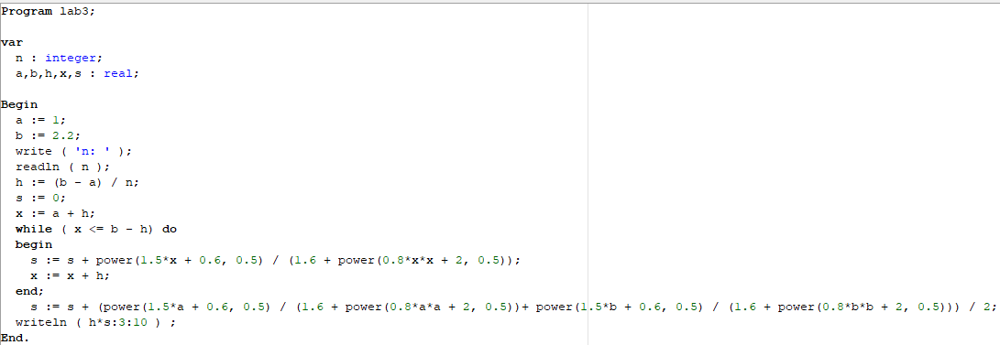 Program lab3;
var
n : integer;
a,b,h,x,s : real;
Begin
a := 1;
b := 2.2;
write ( 'n: ' );
readln ( n );
h := (b - a) / n;
s := 0;
x := a + h;
while ( x <= b - h) do
begin
s := s + power(1.5*x + 0.6, 0.5) / (1.6 + power(0.8*x*x + 2, 0.5));
x := x + h;
end;
s := s + (power(1.5*a + 0.6, 0.5) / (1.6 + power(0.8*a*a + 2, 0.5))+ power(1.5*b + 0.6, 0.5) / (1.6 + power(0.8*b*b + 2, 0.5))) / 2;
writeln ( h*s:3:10 ) ;
End.